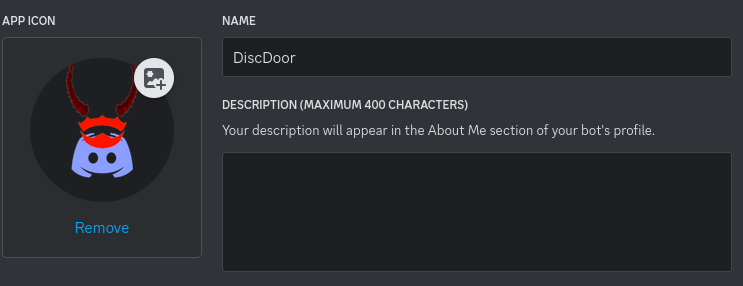 APP ICON
NAME
DiscDoor
DESCRIPTION (MAXIMUM 400 CHARACTERS)
Your description will appear in the About Me section of your bot's profile.
Remove